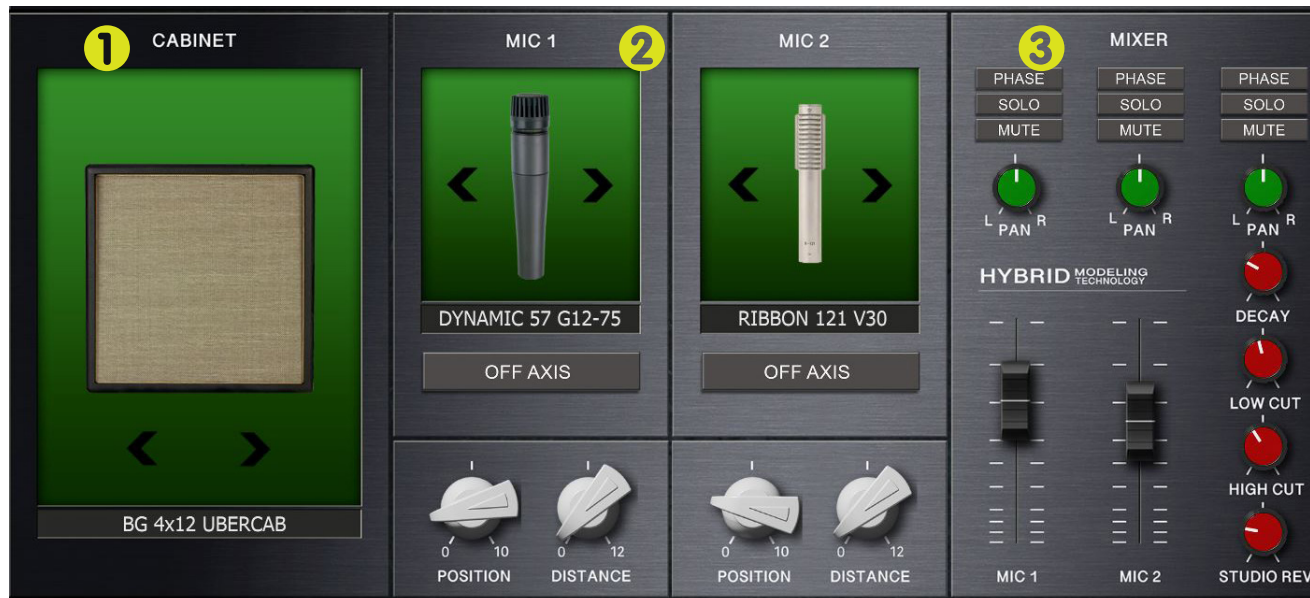 1
CABINET
BG 4x12 UBERCAB
2
MIC 1
DYNAMIC 57 G12-75
OFF AXIS
0 10
POSITION
0 12
DISTANCE
MIC 2
RIBBON 121 V30
OFF AXIS
0 10
POSITION
0 12
DISTANCE
3
MIXER
PHASE PHASE PHASE
SOLO SOLO SOLO
MUTE MUTE MUTE
L R L R L R
PAN PAN PAN
HYBRID MODELING TECHNOLOGY
DECAY
LOW CUT
HIGH CUT
MIC 1 MIC 2 STUDIO REV